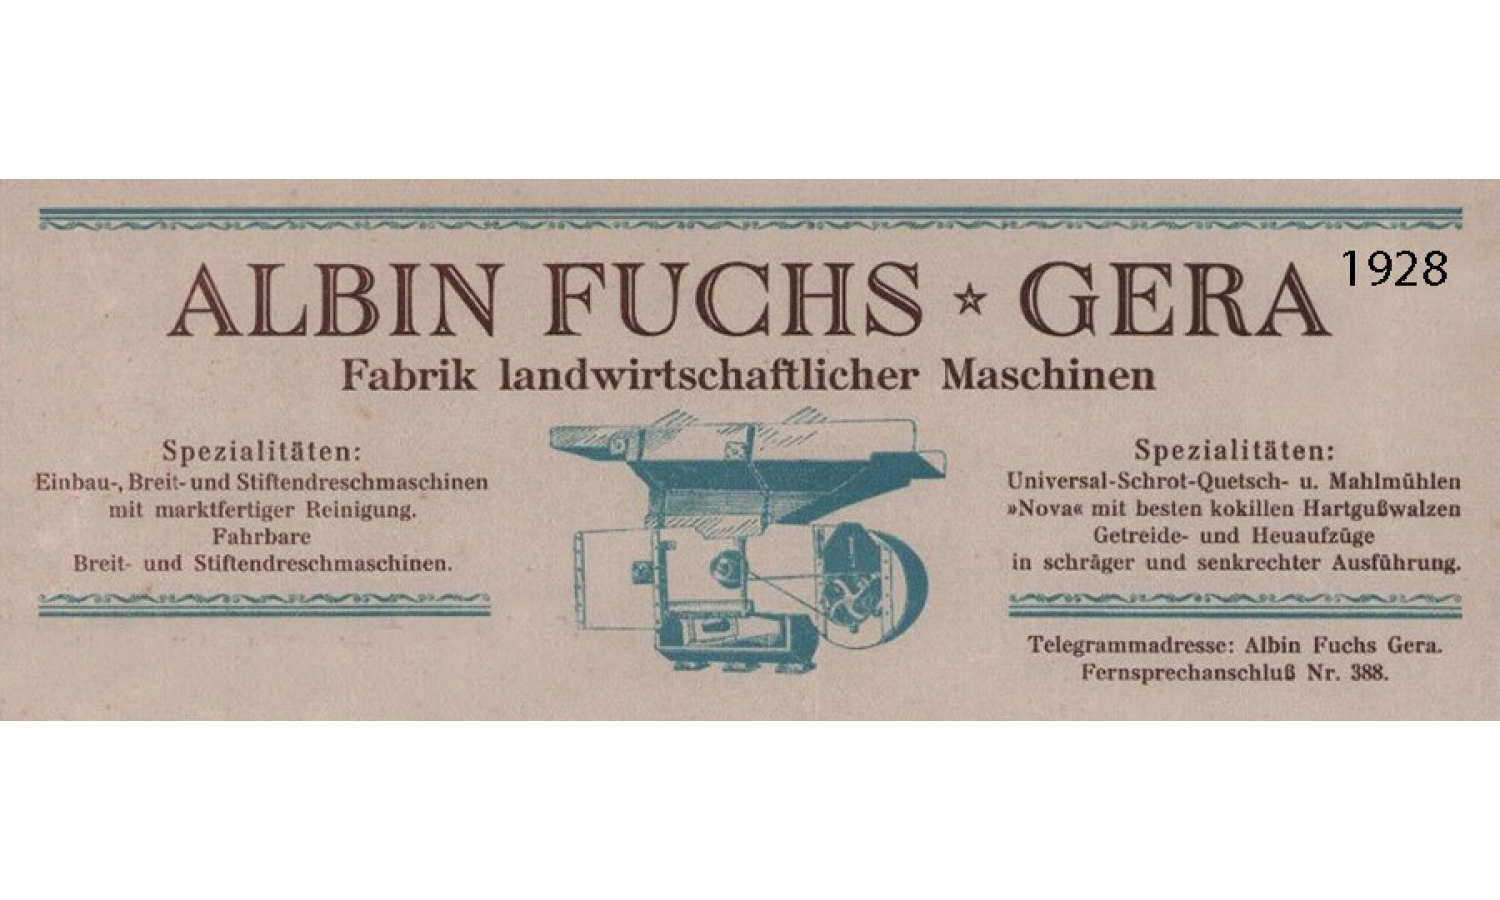 ALBIN FUCHS ☆ GERA
1928
Fabrik landwirtschaftlicher Maschinen
Spezialitäten:
Einbau-, Breit- und Stiftendreschmaschinen
mit marktfertiger Reinigung.
Fahrbare
Breit- und Stiftendreschmaschinen.
Spezialitäten:
Universal-Schrot-Quetsch- u. Mahlmühlen
»Nova« mit besten kokillen Hartgußwalzen
Getreide- und Heuaufzüge
in schräger und senkrechter Ausführung.
Telegrammadresse: Albin Fuchs Gera.
Fernsprechanschluß Nr. 388.